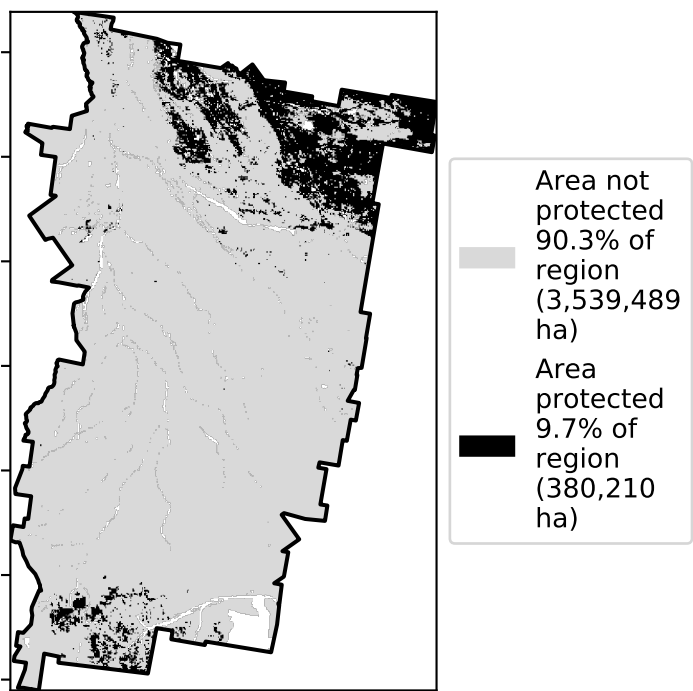 Area not
protected
90.3% of
region
(3,539,489
ha)
Area
protected
9.7% of
region
(380,210
ha)